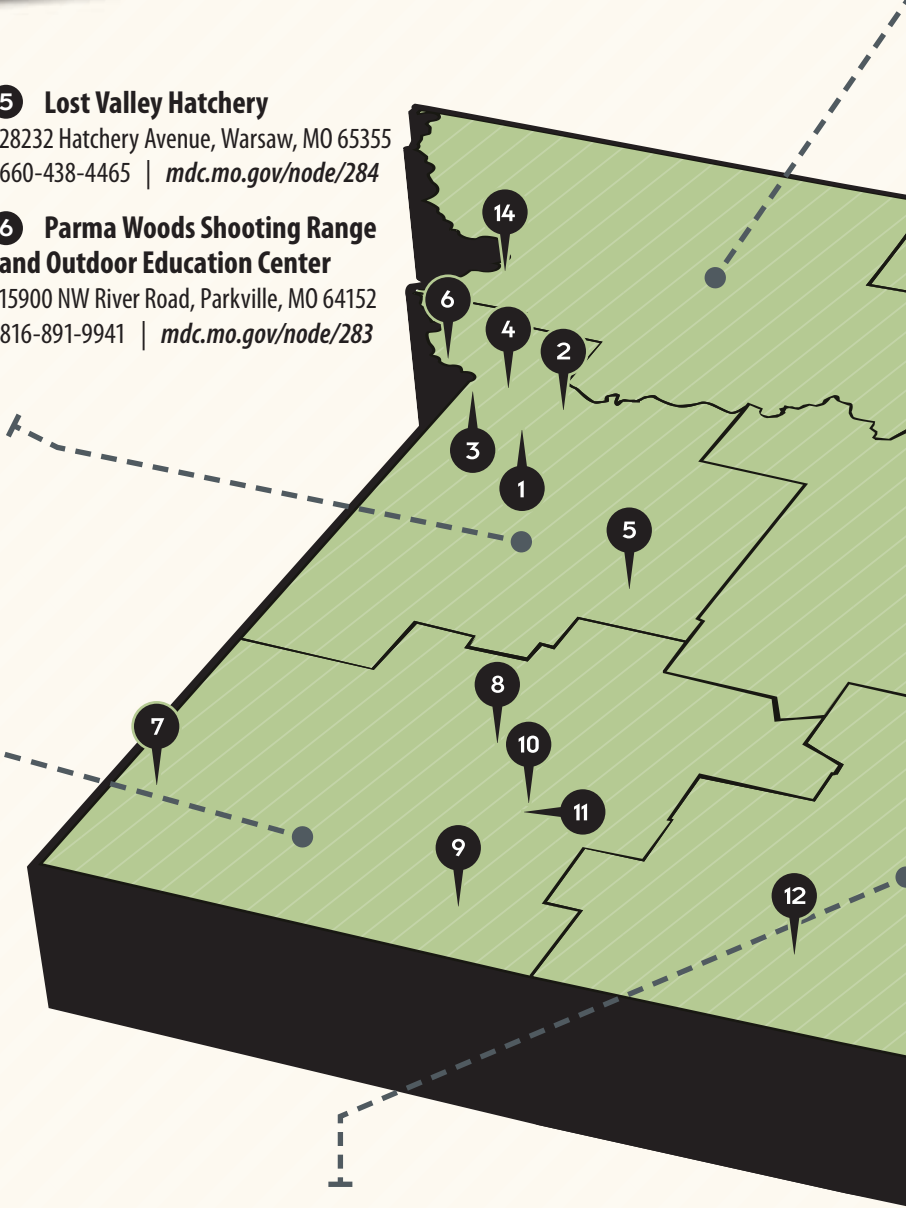 5 Lost Valley Hatchery
28232 Hatchery Avenue, Warsaw, MO 65355
660-438-4465 | mdc.mo.gov/node/284
6 Parma Woods Shooting Range
and Outdoor Education Center
15900 NW River Road, Parkville, MO 64152
816-891-9941 | mdc.mo.gov/node/283
14
6
4
2
3
1
5
8
7
10
11
9
12